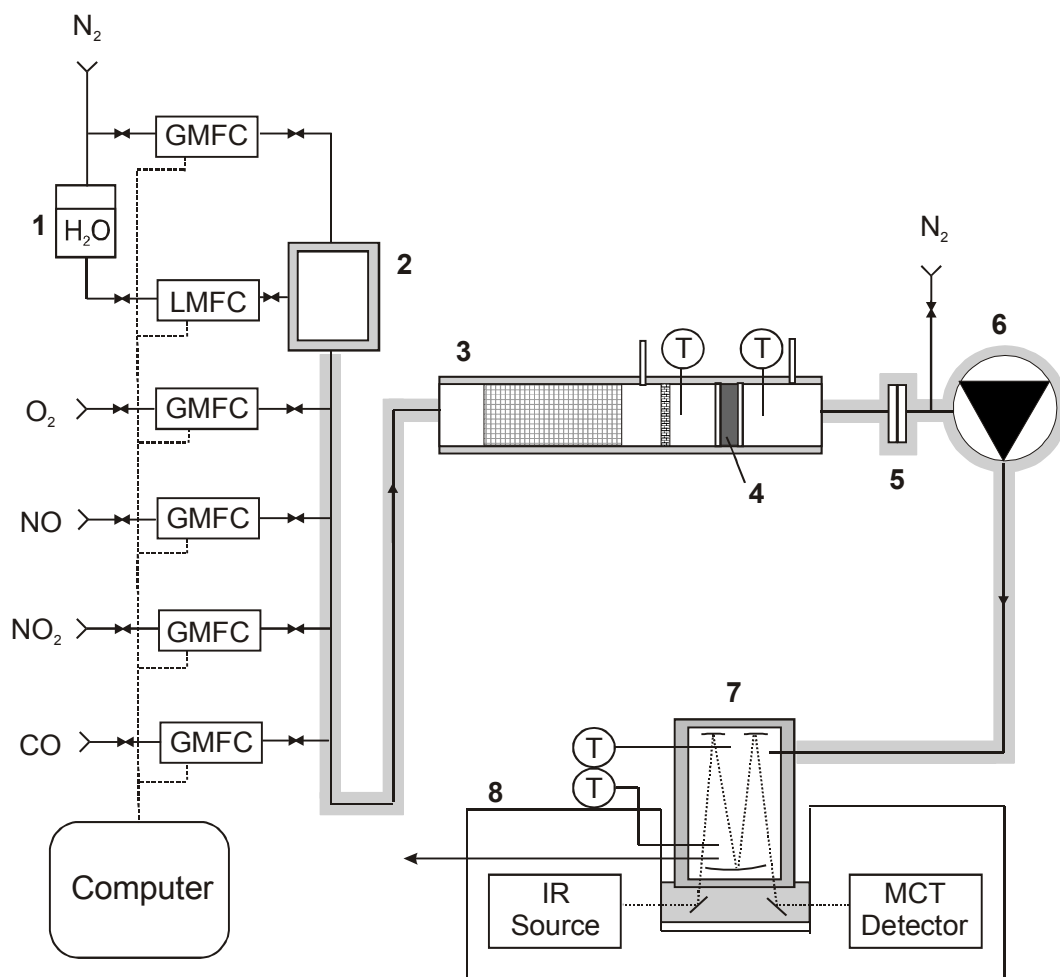 N₂
GMFC
1
H₂O
2
LMFC
N₂
6
3
T
T
O₂
GMFC
4
5
NO
GMFC
NO₂
GMFC
7
CO
GMFC
T
T
8
Computer
IR
Source
MCT
Detector